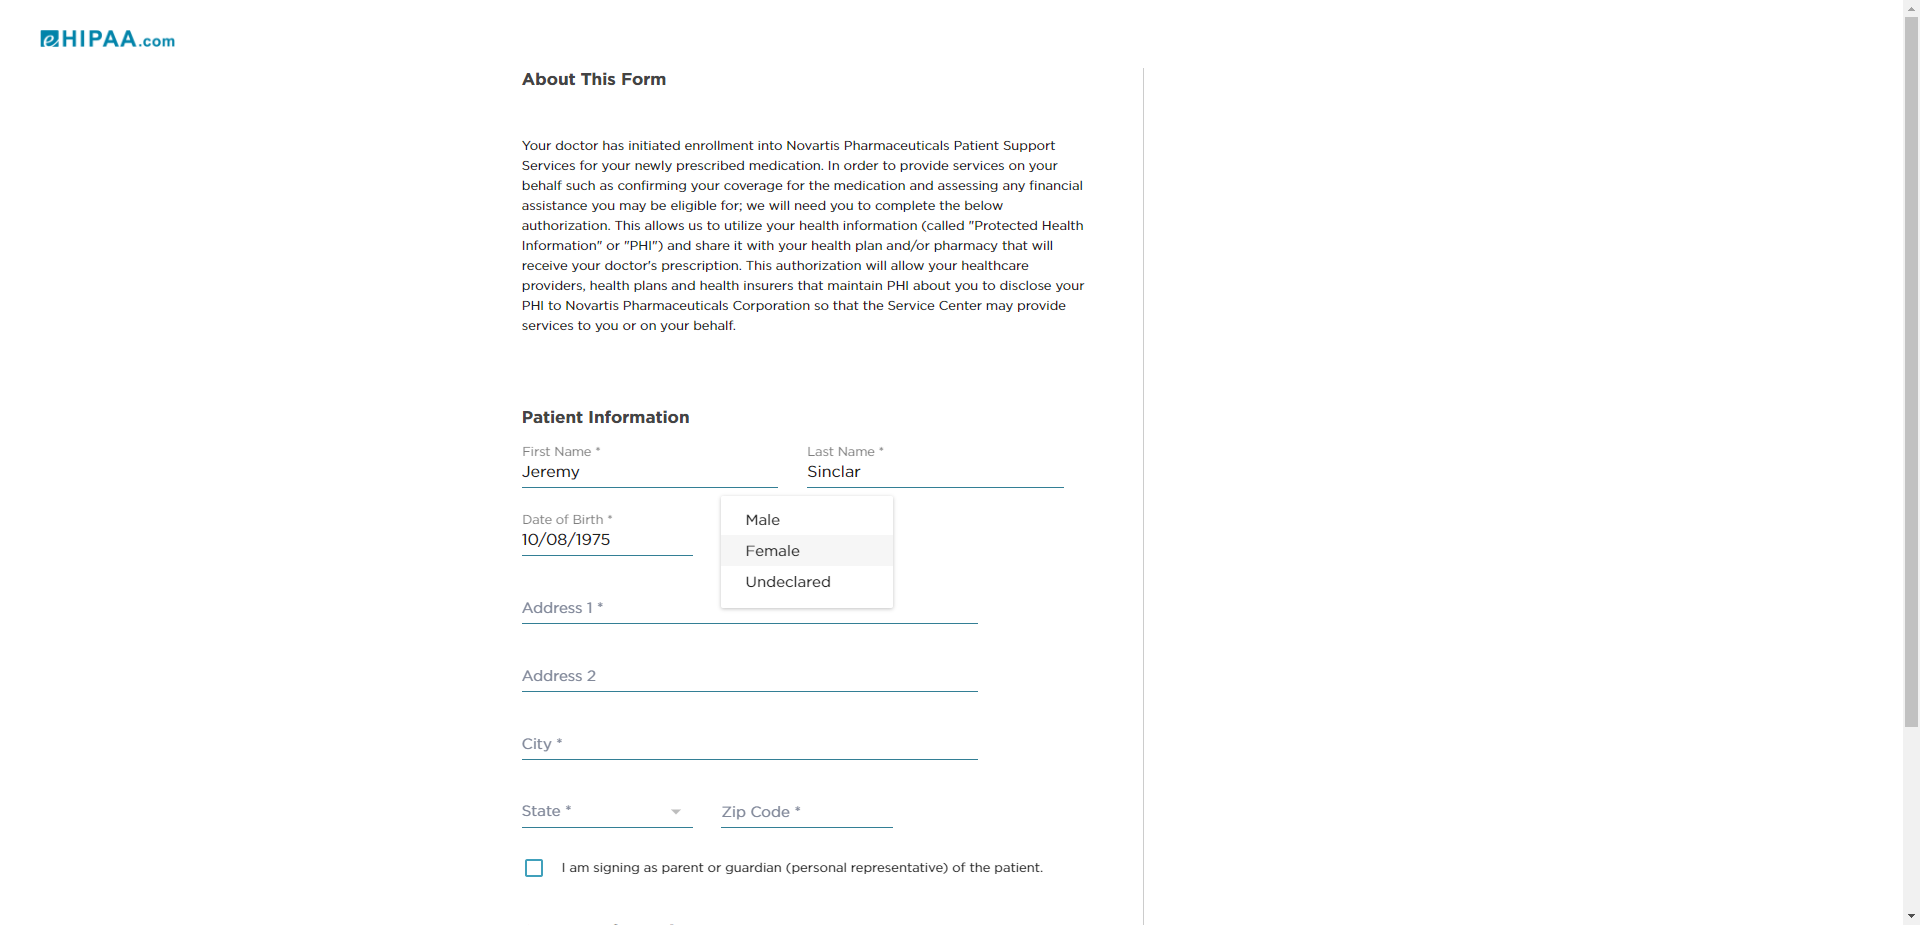 eHIPAA.com
About This Form
Your doctor has initiated enrollment into Novartis Pharmaceuticals Patient Support
Services for your newly prescribed medication. In order to provide services on your
behalf such as confirming your coverage for the medication and assessing any financial
assistance you may be eligible for; we will need you to complete the below
authorization. This allows us to utilize your health information (called "Protected Health
Information" or "PHI") and share it with your health plan and/or pharmacy that will
receive your doctor's prescription. This authorization will allow your healthcare
providers, health plans and health insurers that maintain PHI about you to disclose your
PHI to Novartis Pharmaceuticals Corporation so that the Service Center may provide
services to you or on your behalf.
Patient Information
First Name *
Last Name *
Jeremy
Sinclar
Date of Birth *
10/08/1975
Male
Female
Undeclared
Address 1 *
Address 2
City *
State *
Zip Code *
I am signing as parent or guardian (personal representative) of the patient.